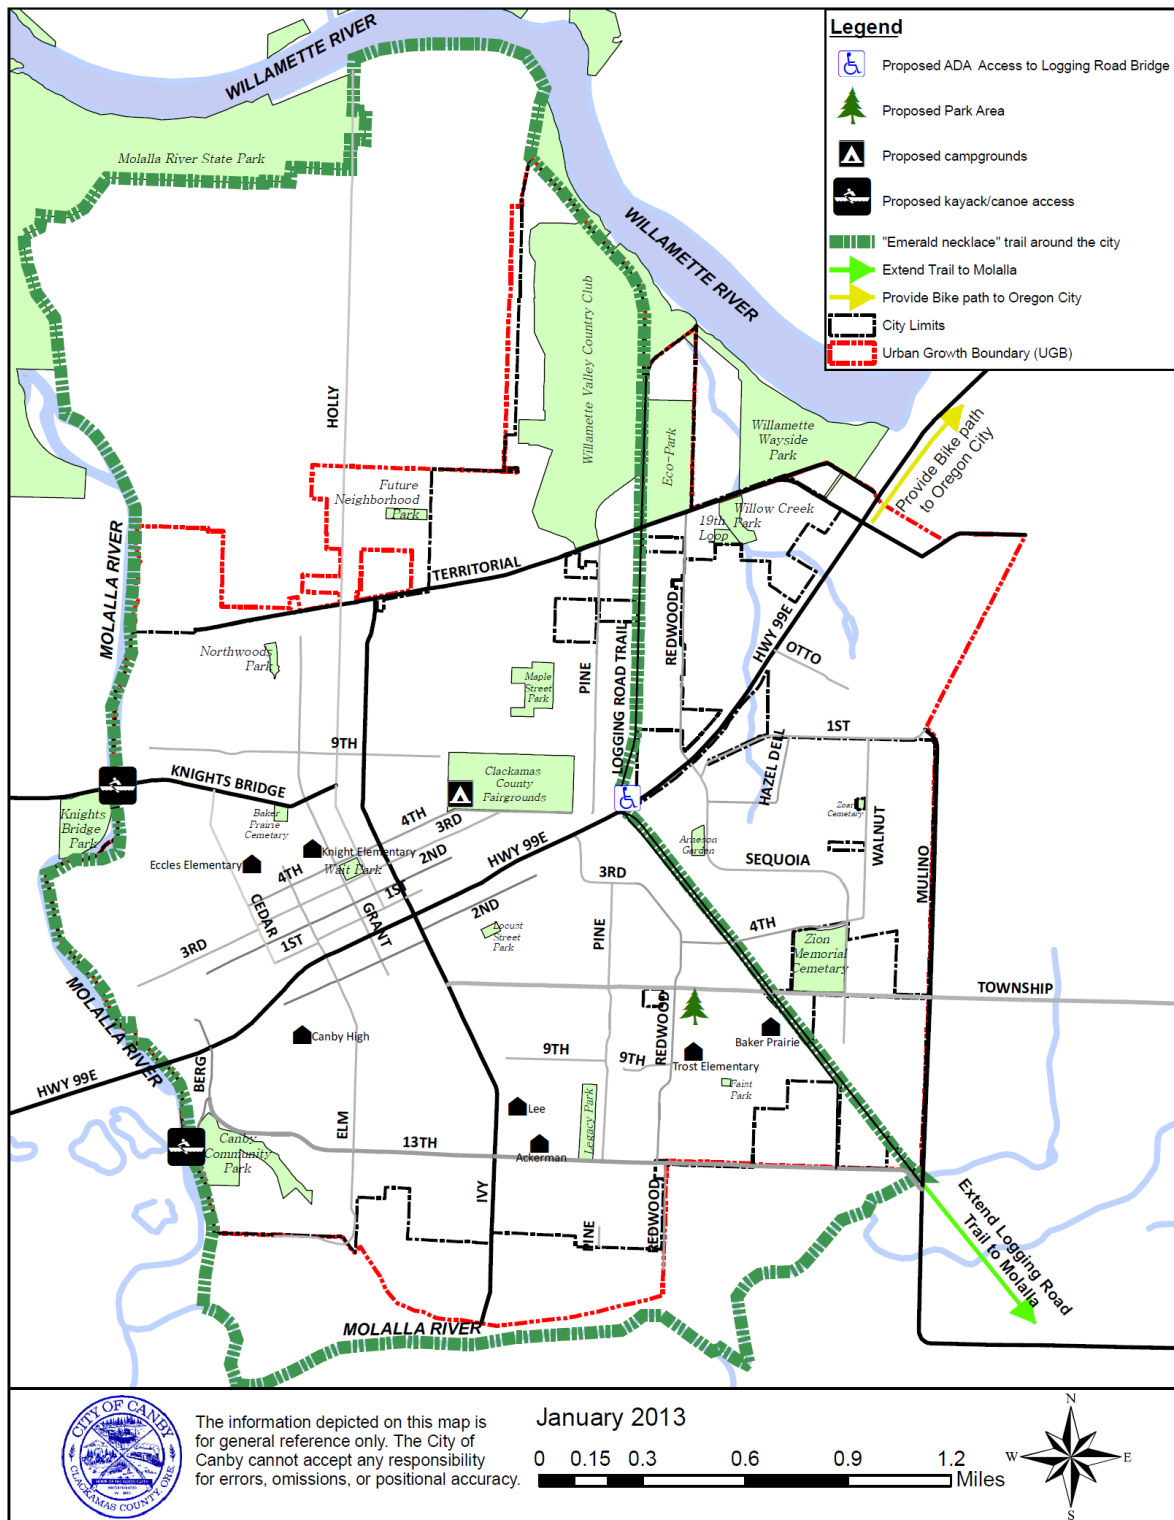 WILLAMETTE RIVER
Legend
Proposed ADA Access to Logging Road Bridge
Proposed Park Area
Proposed campgrounds
Proposed kayack/canoe access
"Emerald necklace" trail around the city
Extend Trail to Molalla
Provide Bike path to Oregon City
City Limits
Urban Growth Boundary (UGB)
Molalla River State Park
WILLAMETTE RIVER
Willamette Valley Country Club
HOLLY
Eco-Park
Willamette
Wayside
Park
Provide Bike path
to Oregon City
Future
Neighborhood
Park
Willow Creek
Park
19th
Loop
MOLALLA RIVER
TERRITORIAL
REDWOOD
HWY 99E
OTTO
Northwoods
Park
PINE
LOGGING ROAD TRAIL
Maple
Street
Park
1ST
9TH
HAZEL DELL
KNIGHTS BRIDGE
Clackamas
County
Fairgrounds
Knights
Bridge
Park
Baker
Prairie
Cemetery
4TH
3RD
2ND
HWY 99E
Zoar
Cemetery
WALNUT
Arneson
Garden
SEQUOIA
MULINO
Knight Elementary
Eccles Elementary
Wait Park
4TH
1ST
3RD
CEDAR
GRANT
2ND
3RD
1ST
Locust
Street
Park
PINE
4TH
Zion
Memorial
Cemetary
MOLALLA RIVER
TOWNSHIP
REDWOOD
Canby High
Baker Prairie
9TH
9TH
Trost Elementary
HWY 99E
BERG
Faist
Park
Lee
Legacy Park
ELM
13TH
Canby
Community
Park
Ackerman
IVY
PINE
REDWOOD
Extend Logging Road
Trail to Molalla
MOLALLA RIVER
CITY OF CANBY
CLACKAMAS COUNTY, ORE.
The information depicted on this map is
for general reference only. The City of
Canby cannot accept any responsibility
for errors, omissions, or positional accuracy.
January 2013
0 0.15 0.3 0.6 0.9 1.2
Miles
N
W E
S